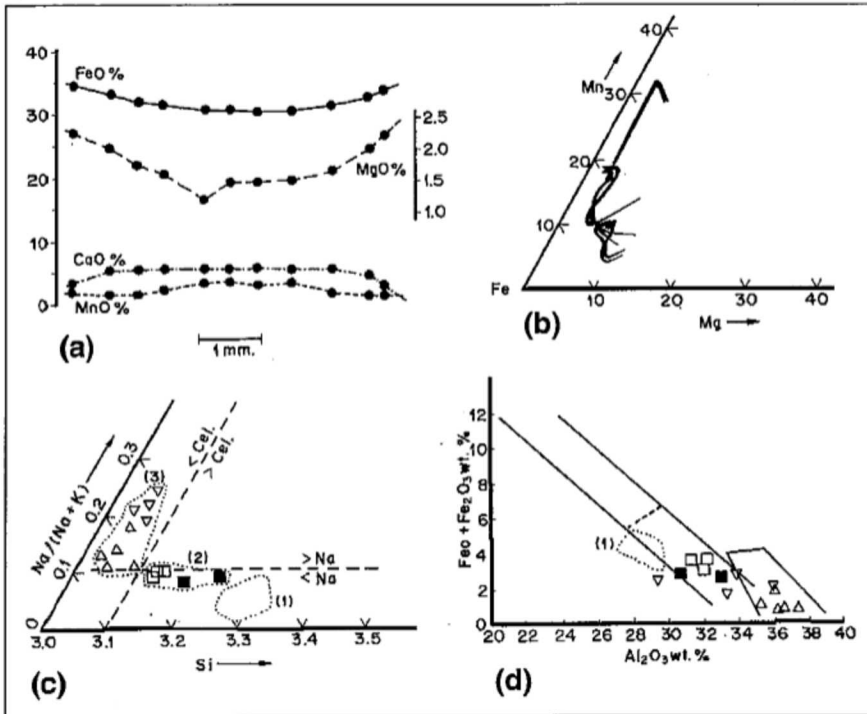 40
FeO%
30
2.5
2.0
MgO%
20
1.5
1.0
10
CaO%
0
MnO%
(a)
1mm.
40
Mn
30
20
10
Fe
10
20
30
40
Mg
(b)
Na/(Na+K)
0.3
0.2
0.1
0
< Cel.
> Cel.
(3)
(2)
>Na
<Na
(1)
3.0
3.1
3.2
3.3
3.5
Si
(c)
FeO + Fe2O3 wt. %
12
10
8
6
4
2
0
(1)
20
22
24
26
28
30
32
34
36
38
40
Al2O3 wt. %
(d)